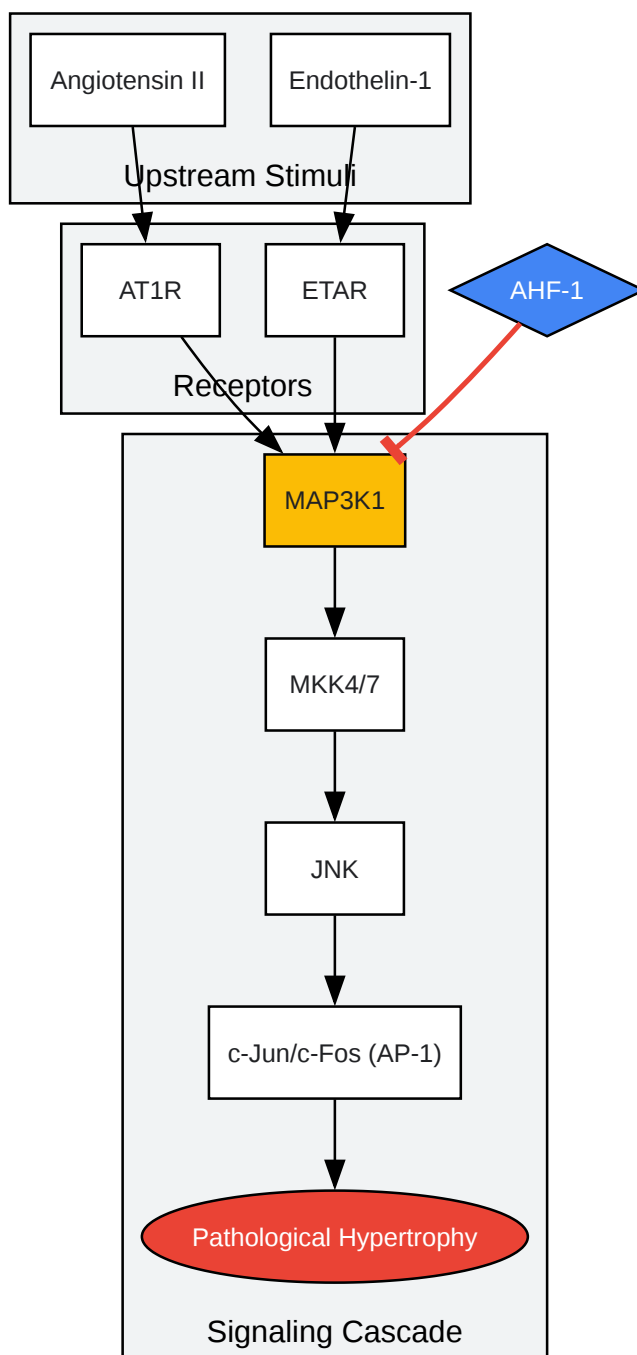 Angiotensin II
Endothelin-1
Upstream Stimuli
AT1R
ETAR
AHF-1
Receptors
MAP3K1
MKK4/7
JNK
c-Jun/c-Fos (AP-1)
Pathological Hypertrophy
Signaling Cascade